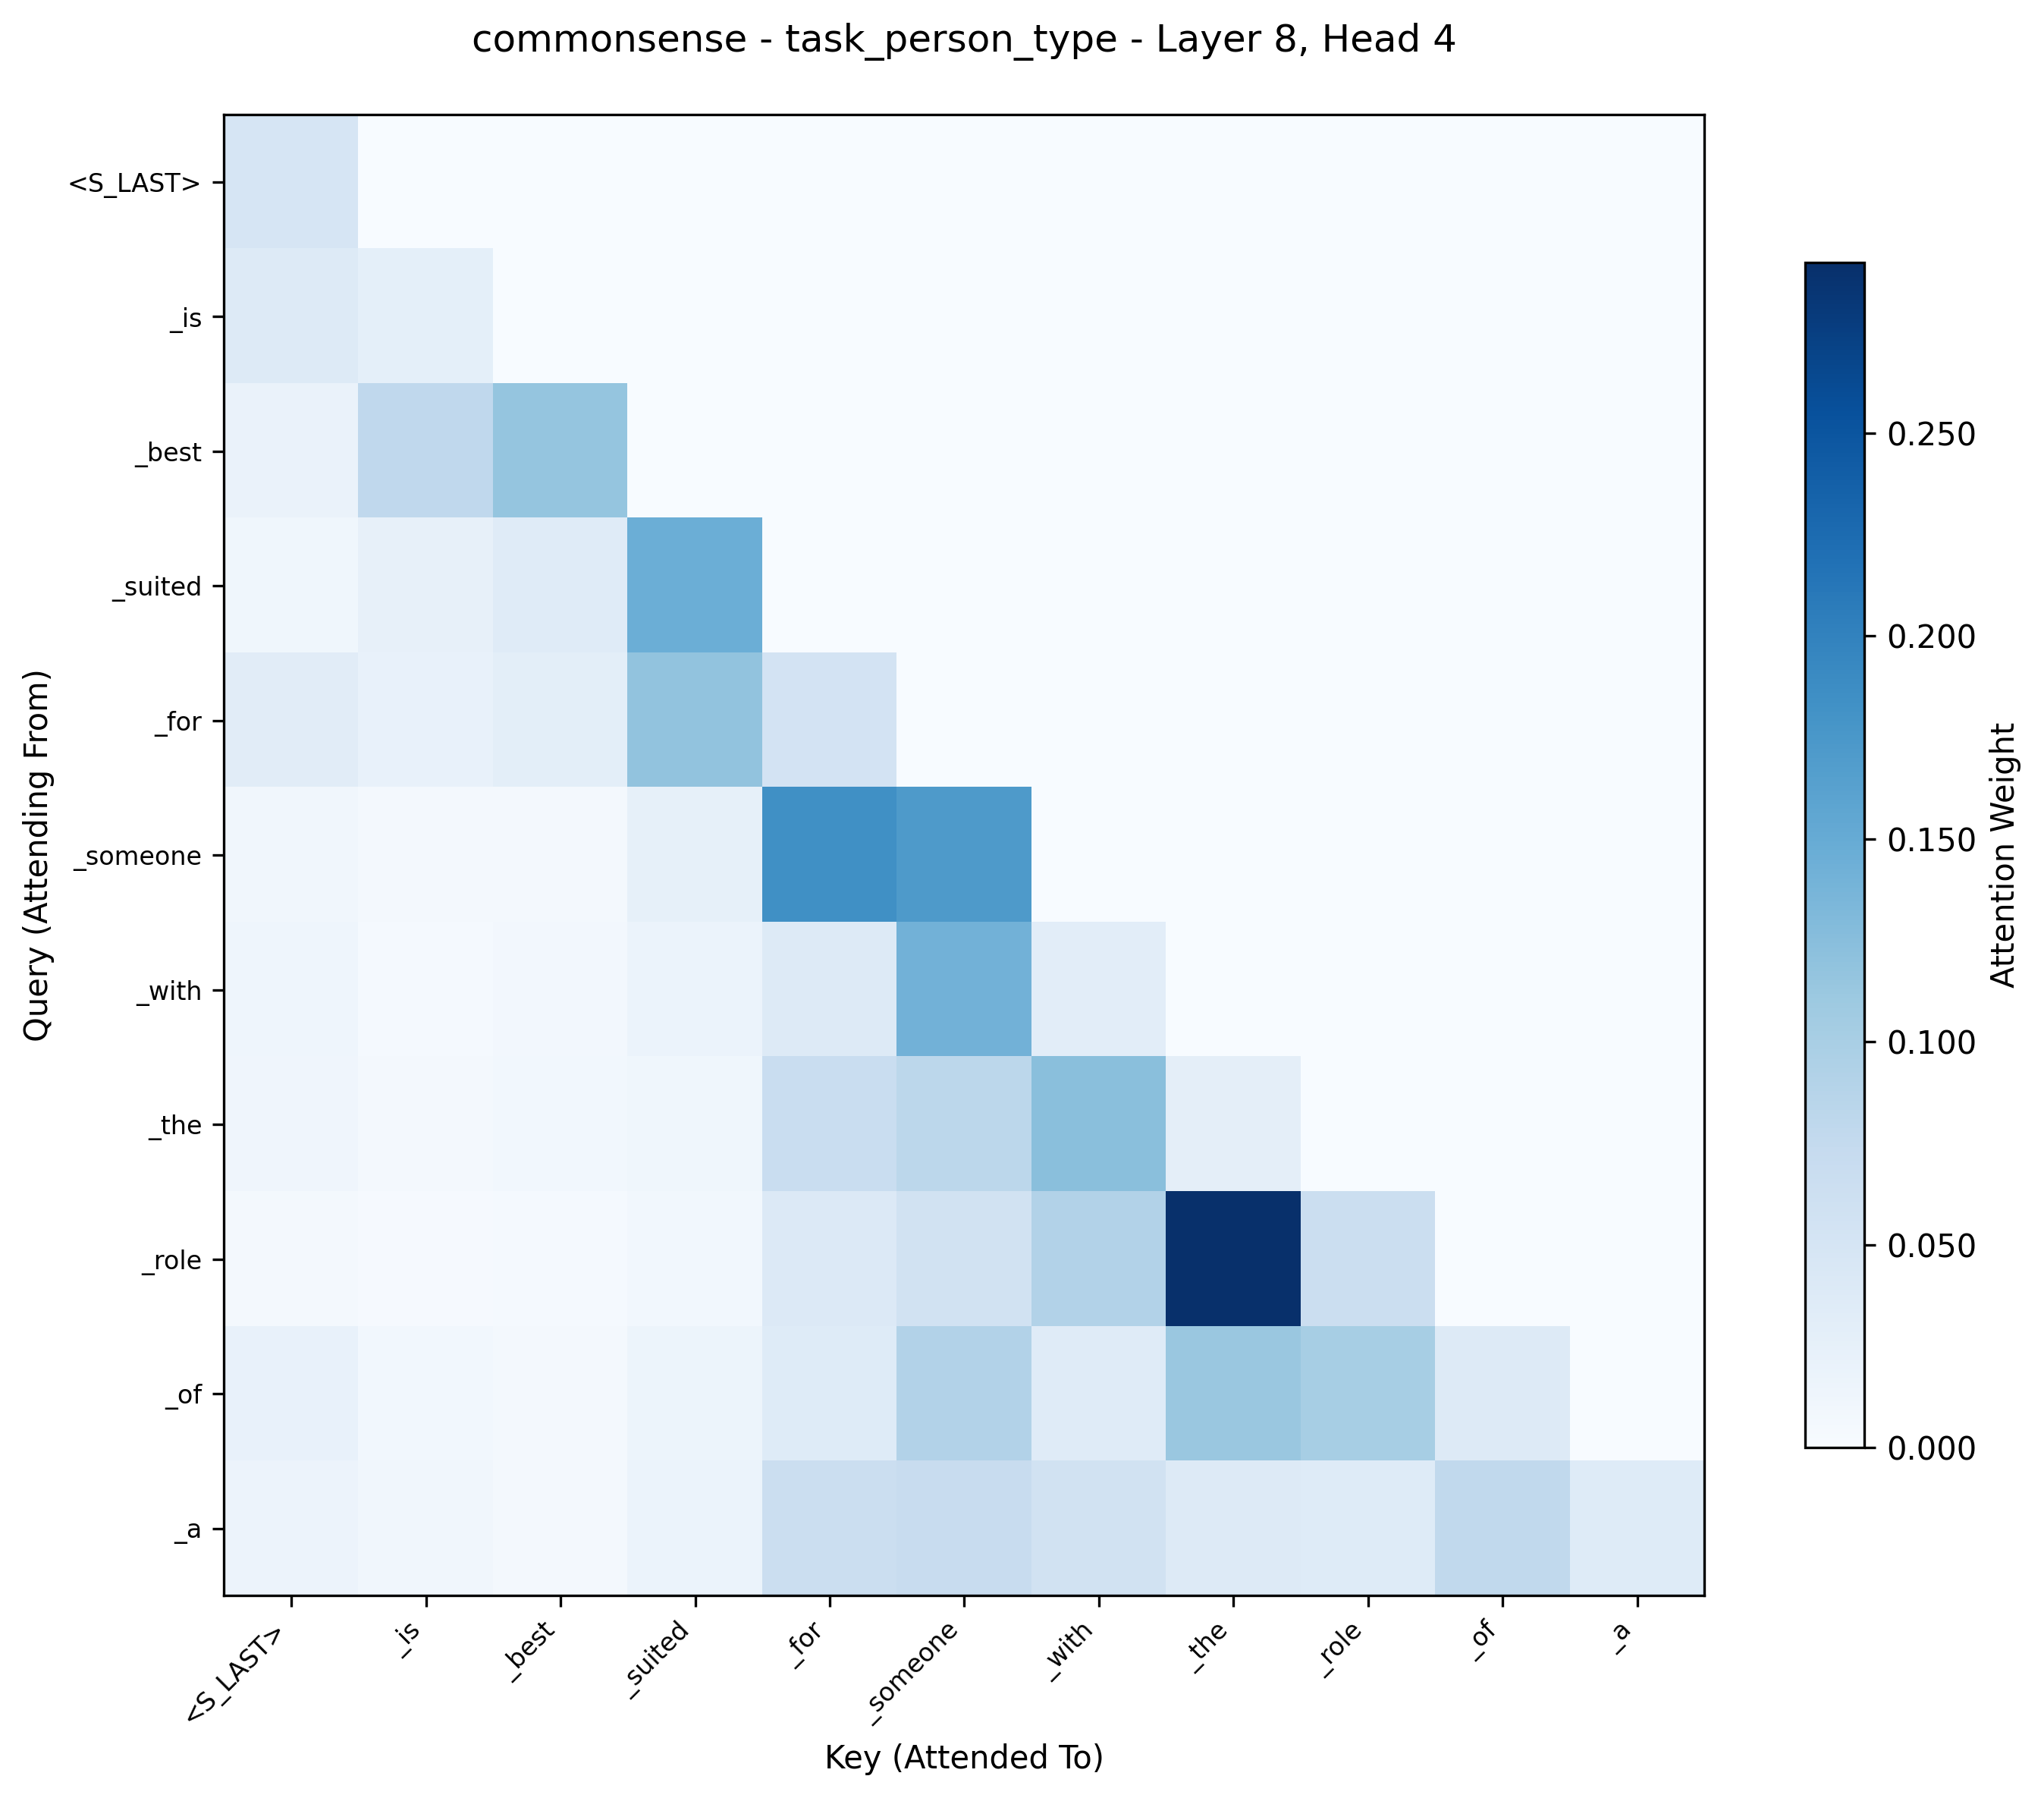 commonsense - task_person_type - Layer 8, Head 4
Query (Attending From)
<S_LAST>
_is
_best
_suited
_for
_someone
_with
_the
_role
_of
_a
<S_LAST>
_is
_best
_suited
_for
_someone
_with
_the
_role
_of
_a
Key (Attended To)
0.250
0.200
0.150
0.100
0.050
0.000
Attention Weight